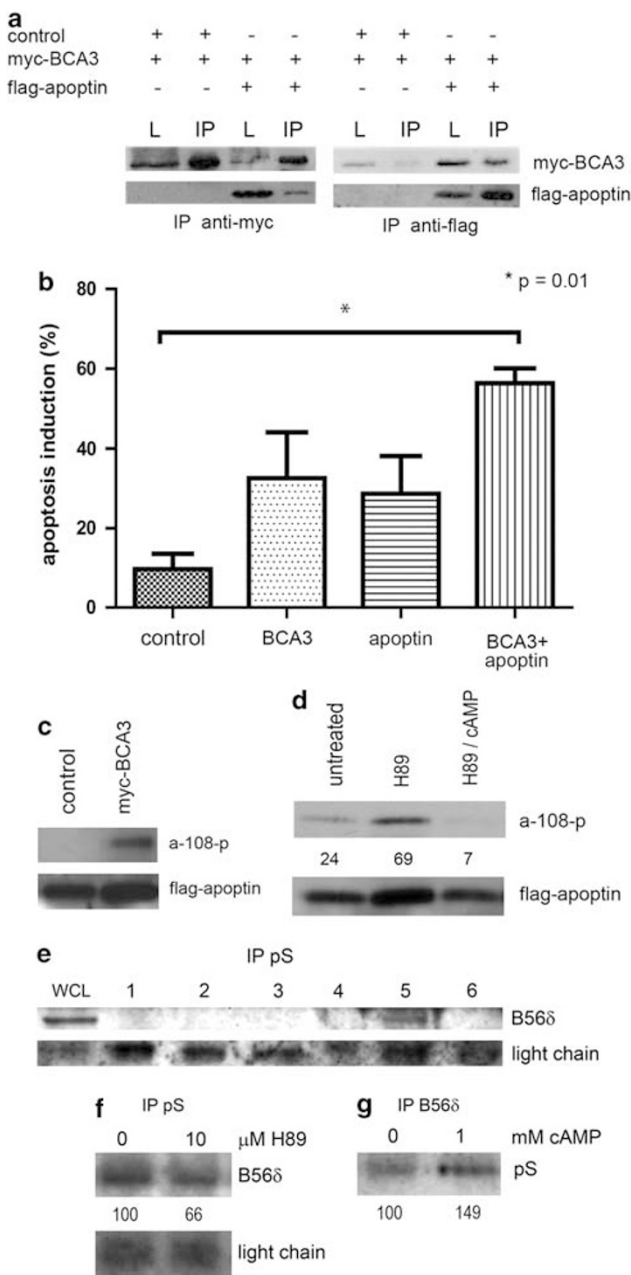 a
control + + - - + + - -
myc-BCA3 + + + + + + + +
flag-apoptin - - + + - - + +
L IP L IP L IP L IP
myc-BCA3
flag-apoptin
IP anti-myc IP anti-flag
b
* p = 0.01
*
80
60
40
20
0
apoptosis induction (%)
control BCA3 apoptin BCA3+
apoptin
c
control myc-BCA3
a-108-p
flag-apoptin
d
untreated H89 H89 / cAMP
a-108-p
24 69 7
flag-apoptin
e
IP pS
WCL 1 2 3 4 5 6
B56δ
light chain
f
IP pS
0 10 μM H89
B56δ
100 66
light chain
g
IP B56δ
0 1 mM cAMP
pS
100 149